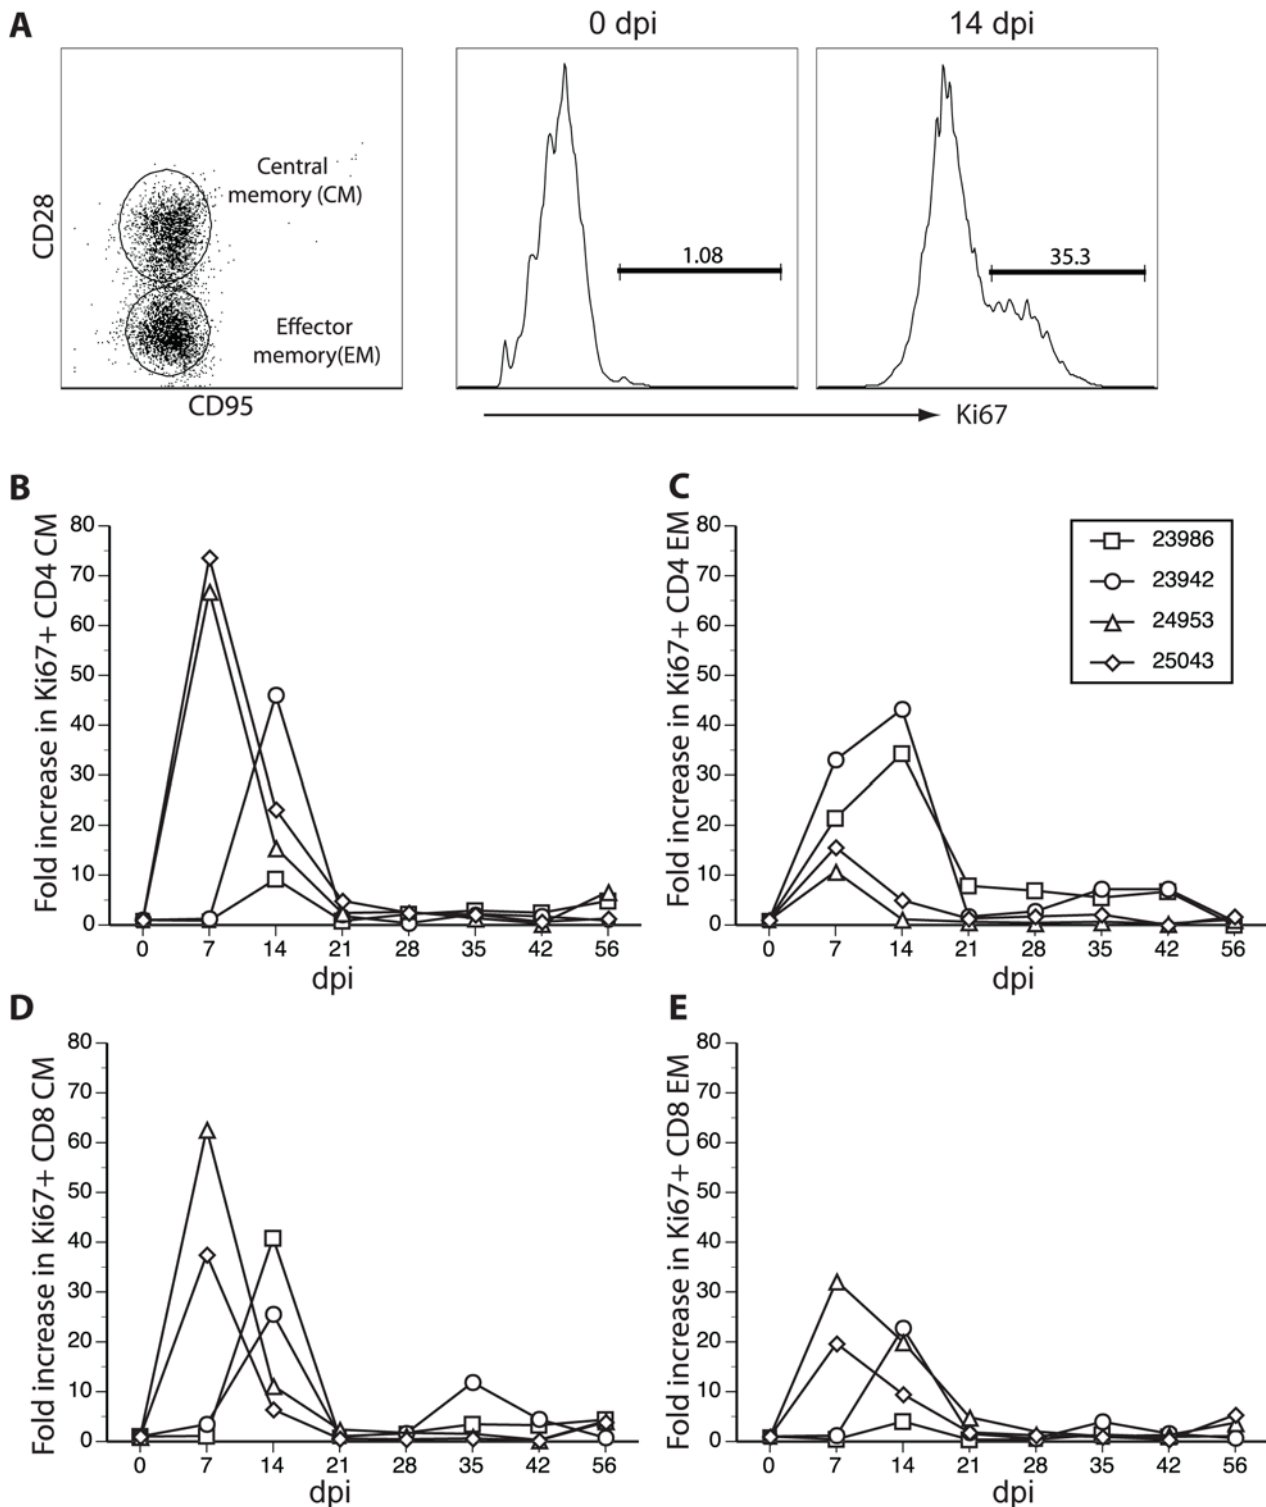 A
0 dpi
14 dpi
CD28
Central
memory (CM)
Effector
memory(EM)
CD95
1.08
35.3
Ki67
B
Fold increase in Ki67+ CD4 CM
80
70
60
50
40
30
20
10
0
0 7 14 21 28 35 42 56
dpi
C
Fold increase in Ki67+ CD4 EM
80
70
60
50
40
30
20
10
0
0 7 14 21 28 35 42 56
dpi
23986
23942
24953
25043
D
Fold increase in Ki67+ CD8 CM
80
70
60
50
40
30
20
10
0
0 7 14 21 28 35 42 56
dpi
E
Fold increase in Ki67+ CD8 EM
80
70
60
50
40
30
20
10
0
0 7 14 21 28 35 42 56
dpi